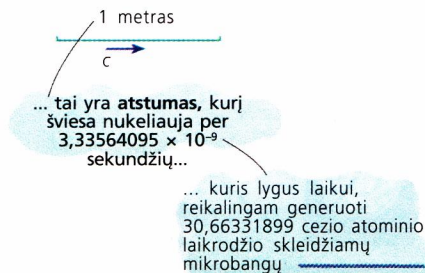 1 metras
c
... tai yra atstumas, kurį
šviesa nukeliauja per
3,33564095 × 10⁻⁹
sekundžių...
... kuris lygus laikui,
reikalingam generuoti
30,66331899 cezio atominio
laikrodžio skleidžiamų
mikrobangų